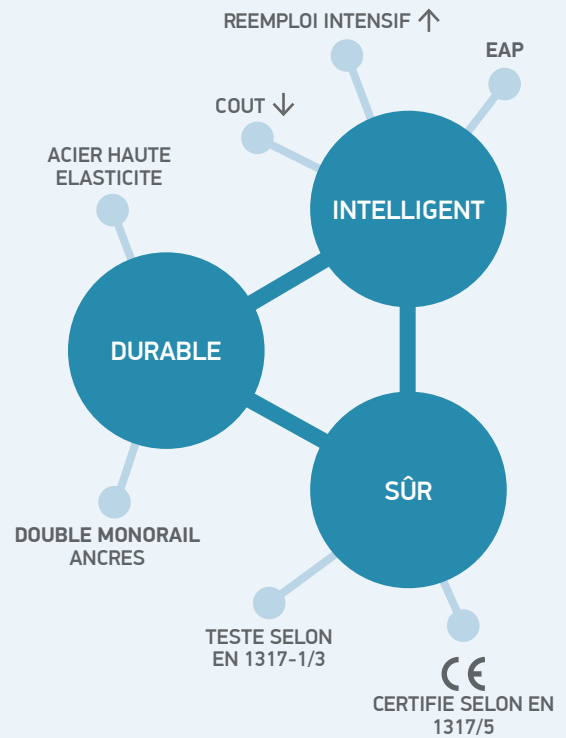 REEMPLOI INTENSIF ↑
EAP
COUT ↓
ACIER HAUTE
ELASTICITE
INTELLIGENT
DURABLE
SÛR
DOUBLE MONORAIL
ANCRES
TESTE SELON
EN 1317-1/3
CE
CERTIFIE SELON EN
1317/5